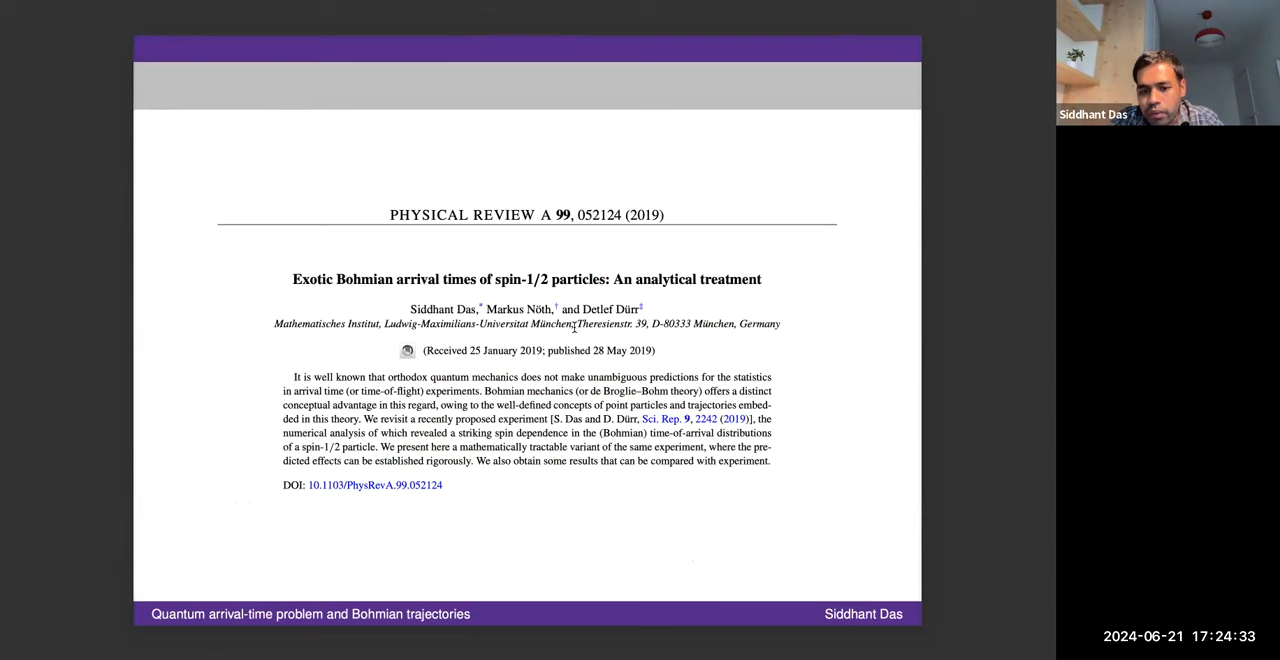 PHYSICAL REVIEW A 99, 052124 (2019)
Exotic Bohmian arrival times of spin-1/2 particles: An analytical treatment
Siddhant Das,* Markus Nöth,† and Detlef Dürr‡
Mathematisches Institut, Ludwig-Maximilians-Universitat München, Theresienstr. 39, D-80333 München, Germany
(Received 25 January 2019; published 28 May 2019)
It is well known that orthodox quantum mechanics does not make unambiguous predictions for the statistics
in arrival time (or time-of-flight) experiments. Bohmian mechanics (or de Broglie–Bohm theory) offers a distinct
conceptual advantage in this regard, owing to the well-defined concepts of point particles and trajectories embed-
ded in this theory. We revisit a recently proposed experiment [S. Das and D. Dürr, Sci. Rep. 9, 2242 (2019)], the
numerical analysis of which revealed a striking spin dependence in the (Bohmian) time-of-arrival distributions
of a spin-1/2 particle. We present here a mathematically tractable variant of the same experiment, where the pre-
dicted effects can be established rigorously. We also obtain some results that can be compared with experiment.
DOI: 10.1103/PhysRevA.99.052124
Quantum arrival-time problem and Bohmian trajectories
Siddhant Das
Siddhant Das
2024-06-21 17:24:33